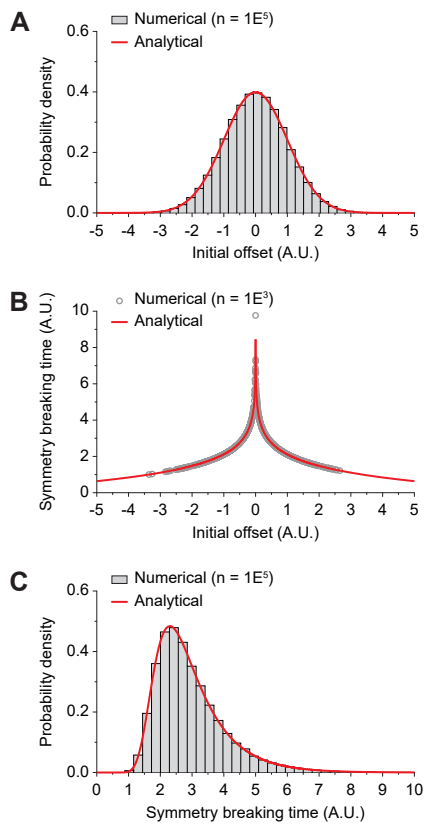 A
Numerical (n = 1E⁵)
Analytical
Probability density
0.6
0.4
0.2
0.0
-5 -4 -3 -2 -1 0 1 2 3 4 5
Initial offset (A.U.)
B
Numerical (n = 1E³)
Analytical
Symmetry breaking time (A.U.)
10
8
6
4
2
0
-5 -4 -3 -2 -1 0 1 2 3 4 5
Initial offset (A.U.)
C
Numerical (n = 1E⁵)
Analytical
Probability density
0.6
0.4
0.2
0.0
0 1 2 3 4 5 6 7 8 9 10
Symmetry breaking time (A.U.)